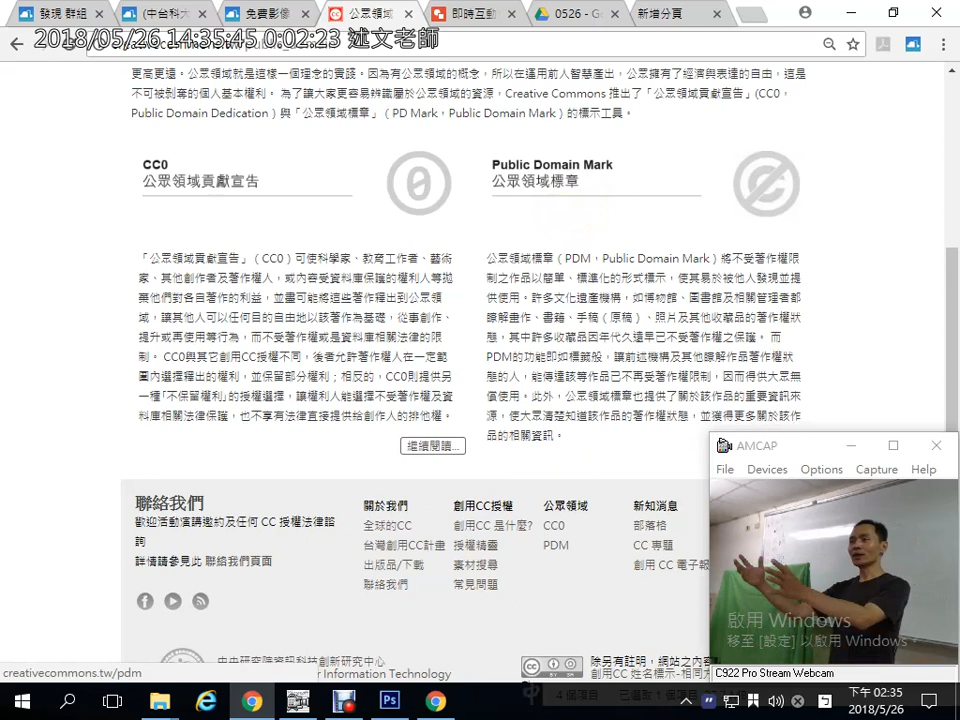 發現 群組
(中台科大
免費影像
公眾領域
即時互動
0526 - G
新增分頁
2018/05/26 14:35:45 0:02:23 述文老師
更高更遠。公眾領域就是這樣一個理念的實踐。因為有公眾領域的概念，所以在運用前人智慧產出，公眾擁有了經濟與表達的自由，這是
不可被剝奪的個人基本權利。 為了讓大家更容易辨識屬於公眾領域的資源，Creative Commons 推出了「公眾領域貢獻宣告」(CC0，
Public Domain Dedication ) 與「公眾領域標章」 ( PD Mark，Public Domain Mark ) 的標示工具。
CC0
公眾領域貢獻宣告
Public Domain Mark
公眾領域標章
「公眾領域貢獻宣告」（CC0）可使科學家、教育工作者、藝術
家、其他創作者及著作權人，或內容受資料庫保護的權利人等拋
棄他們對各自著作的利益，並盡可能將這些著作釋出到公眾領
域，讓其他人可以任何目的自由地以該著作為基礎，從事創作、
提升或再使用等行為，而不受著作權或是資料庫相關法律的限
制。 CC0與其它創用CC授權不同，後者允許著作權人在一定範
圍內選擇釋出的權利，並保留部分權利；相反的，CC0則提供另
一種「不保留權利」的授權選擇，讓權利人能選擇不受著作權及資
料庫相關法律保護，也不享有法律直接提供給創作人的排他權。
繼續閱讀...
公眾領域標章（PDM，Public Domain Mark）將不受著作權限
制之作品以簡單、標準化的形式標示，使其易於被他人發現並提
供使用。許多文化遺產機構，如博物館、圖書館及相關管理者都
瞭解畫作、書籍、手稿（原稿）、照片及其他收藏品的著作權狀
態，其中許多收藏品因年代久遠早已不受著作權之保護。 而
PDM的功能即如標籤般，讓前述機構及其他瞭解作品著作權狀
態的人，能傳達該等作品已不再受著作權限制，因而得供大眾無
償使用。此外，公眾領域標章也提供了關於該作品的重要資訊來
源，使大眾清楚知道該作品的著作權狀態，並獲得更多關於該作
品的相關資訊。
聯絡我們
歡迎活動演講邀約及任何 CC 授權法律諮
詢
詳情請參見此 聯絡我們頁面
關於我們
全球的CC
台灣創用CC計畫
出版品/下載
聯絡我們
創用CC授權
創用CC 是什麼?
授權精靈
素材搜尋
常見問題
公眾領域
CC0
PDM
新知消息
部落格
CC 專題
創用 CC 電子報
中央研究院資訊科技創新研究中心
r Information Technology
除另有註明，網站之內容
創用CC 姓名標示-相同方
creativecommons.tw/pdm
AMCAP
File Devices Options Capture Help
啟用 Windows
移至 [設定] 以啟用 Windows。
C922 Pro Stream Webcam
4 個項目 已選取 1 個項目
下午 02:35
2018/5/26